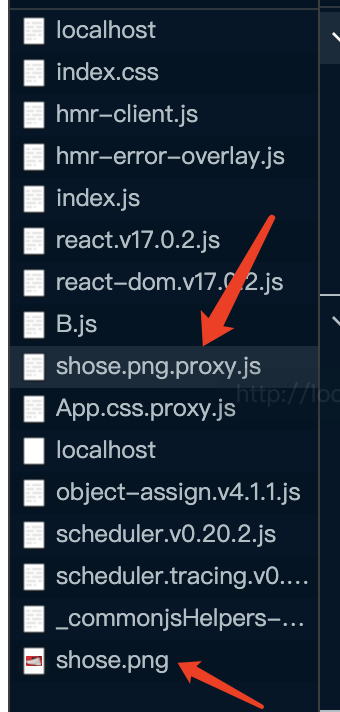 localhost
index.css
hmr-client.js
hmr-error-overlay.js
index.js
react.v17.0.2.js
react-dom.v17.0.2.js
B.js
shose.png.proxy.js
http://loc
App.css.proxy.js
localhost
object-assign.v4.1.1.js
scheduler.v0.20.2.js
scheduler.tracing.v0....
_commonjsHelpers-...
shose.png